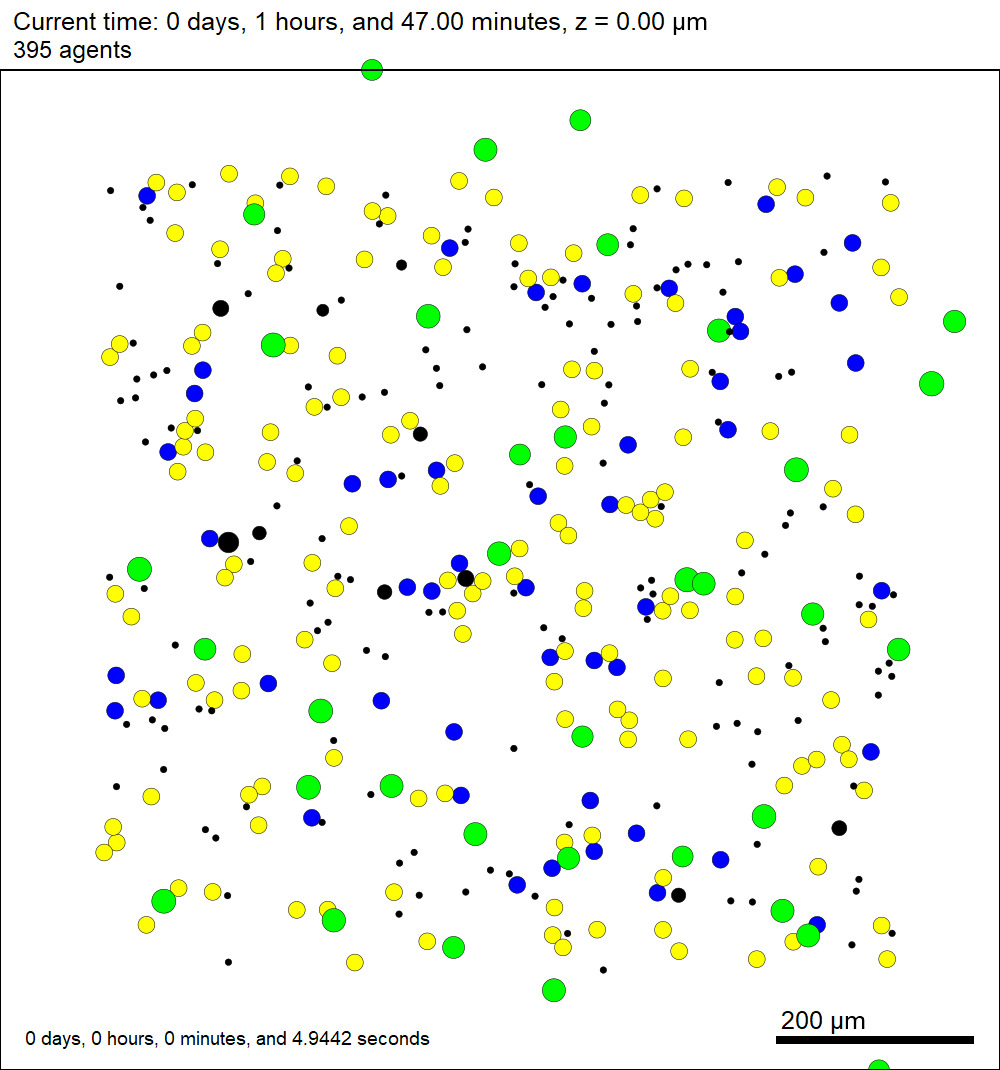 Current time: 0 days, 1 hours, and 47.00 minutes, z = 0.00 μm
395 agents
200 μm
0 days, 0 hours, 0 minutes, and 4.9442 seconds